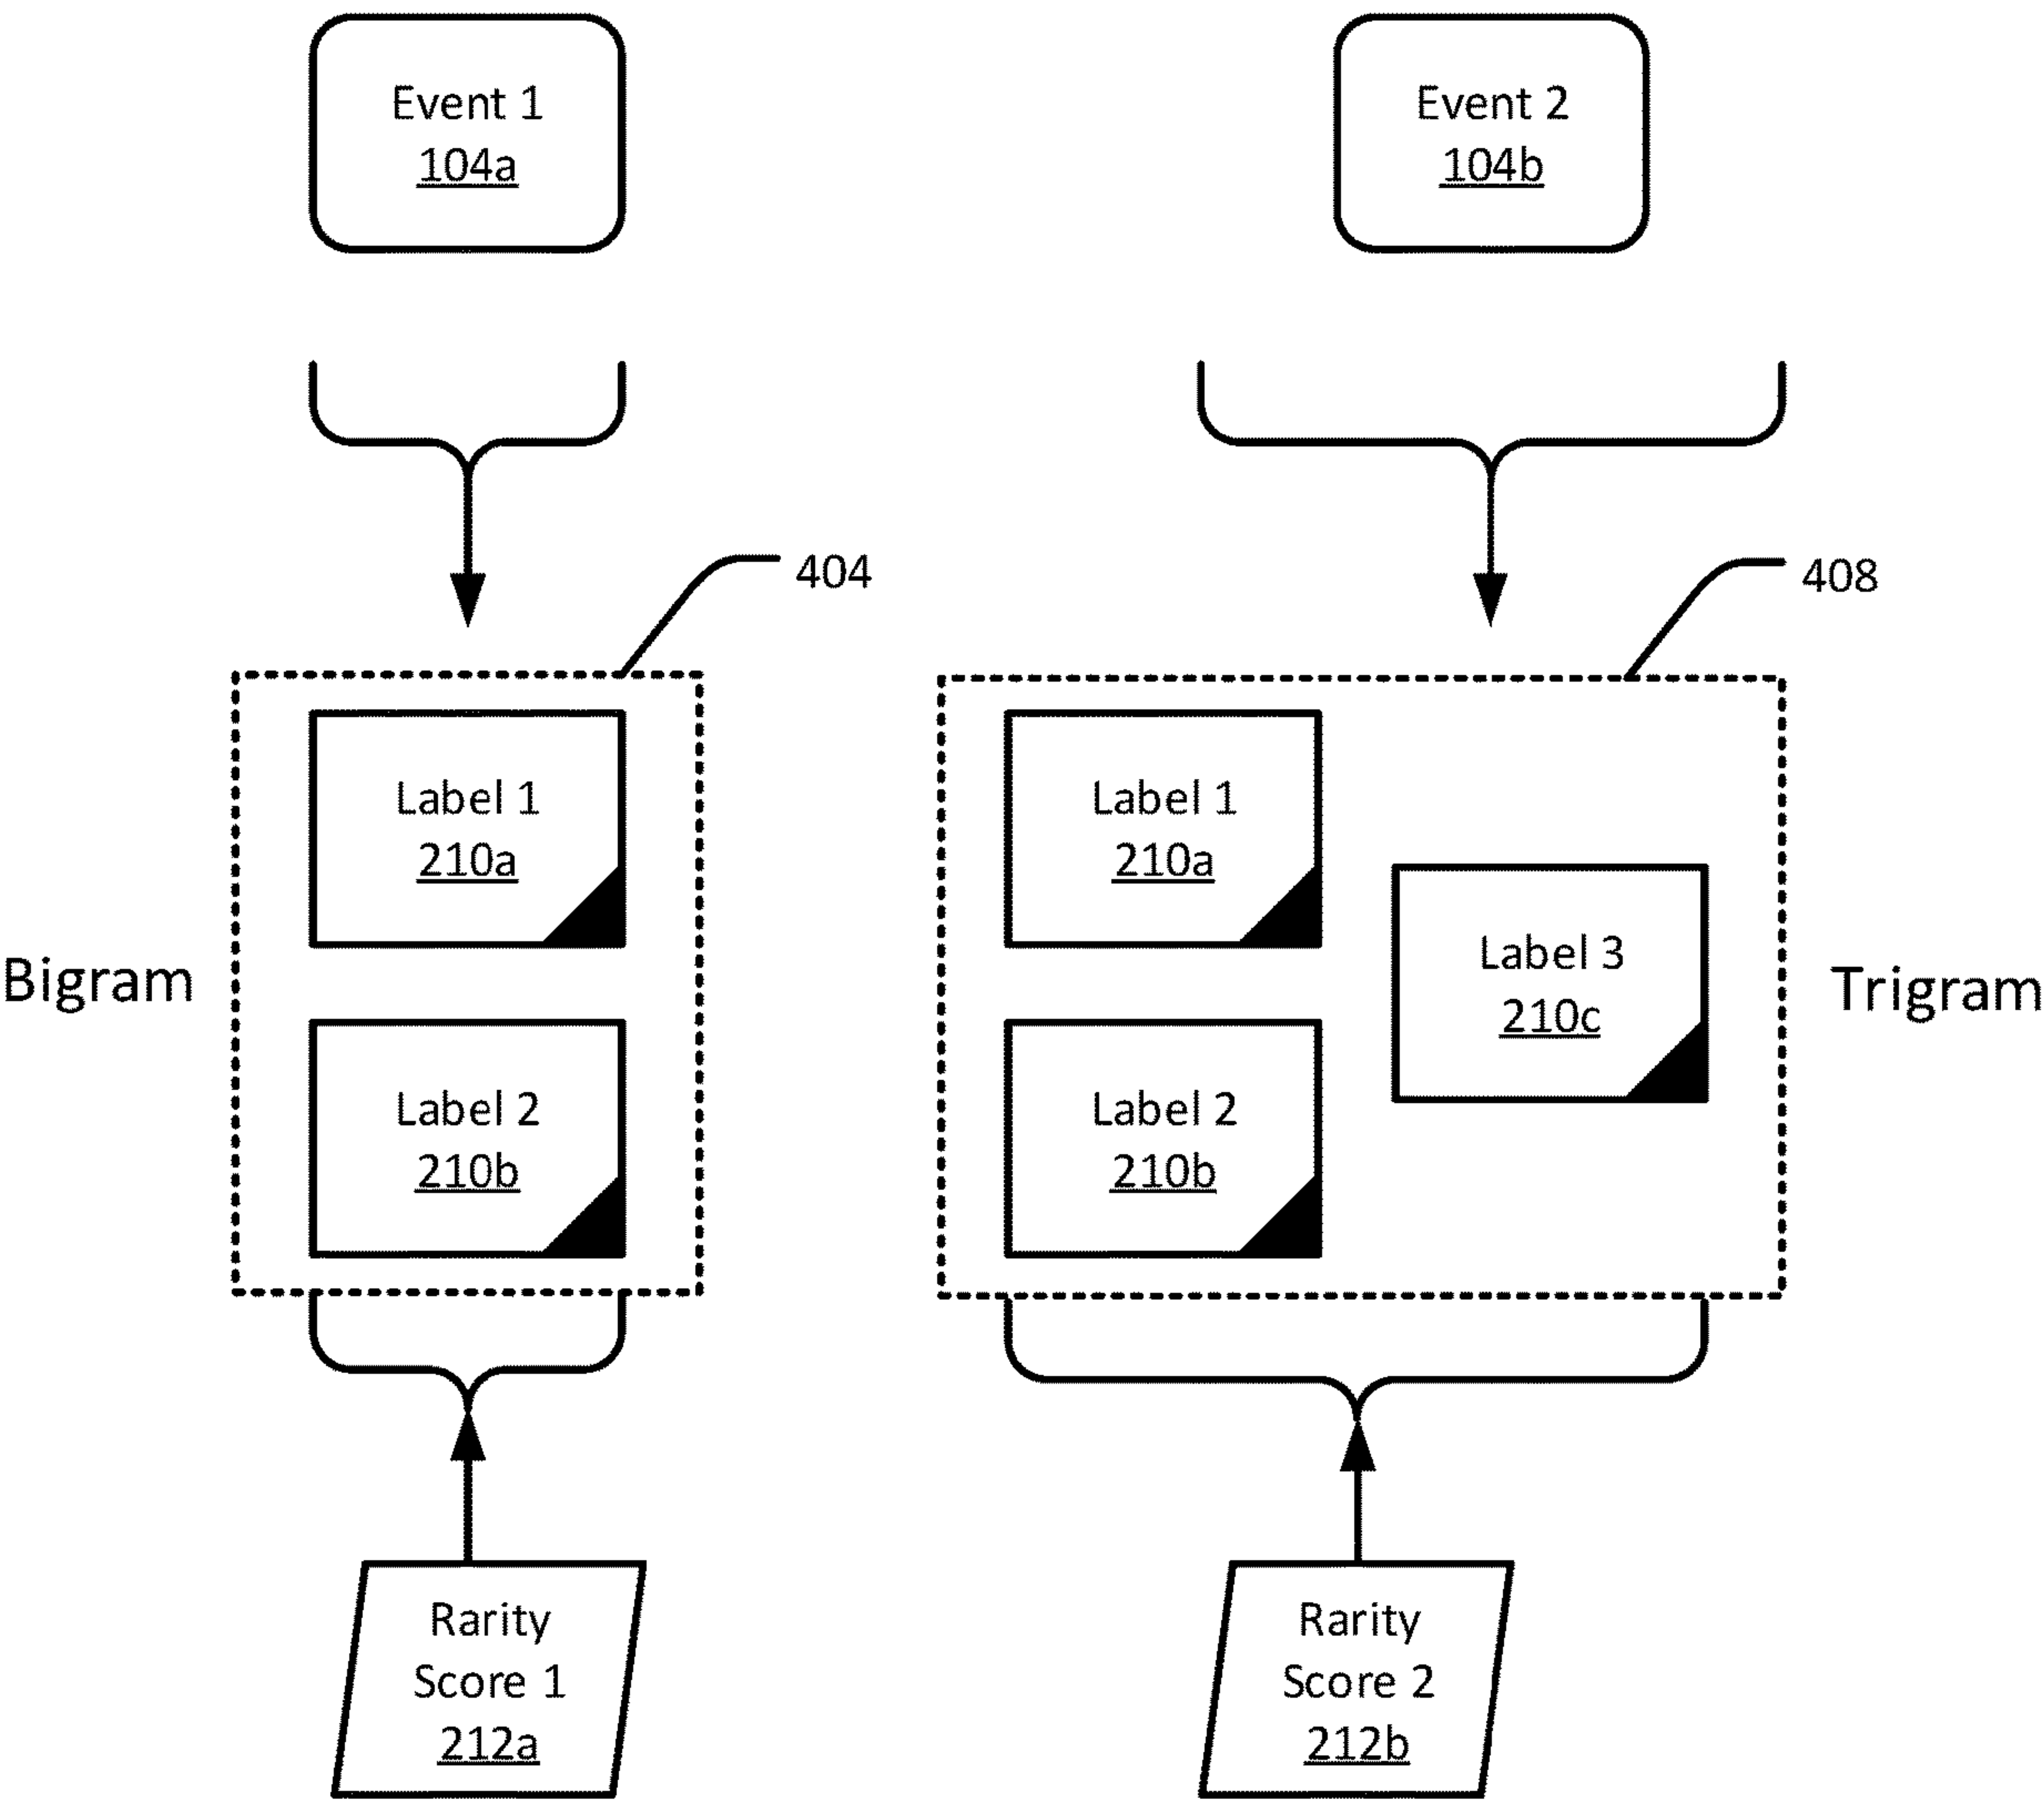 Event 1
104a
Event 2
104b
404
408
Label 1
210a
Label 1
210a
Label 3
210c
Bigram
Trigram
Label 2
210b
Label 2
210b
Rarity
Score 1
212a
Rarity
Score 2
212b